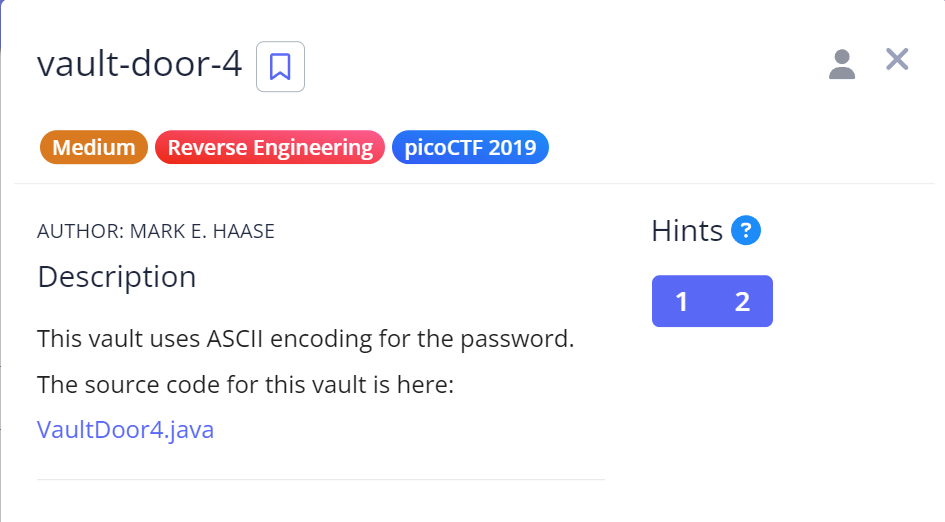 vault-door-4
Medium Reverse Engineering picoCTF 2019
AUTHOR: MARK E. HAASE
Description
This vault uses ASCII encoding for the password.
The source code for this vault is here:
VaultDoor4.java
Hints ?
1 2